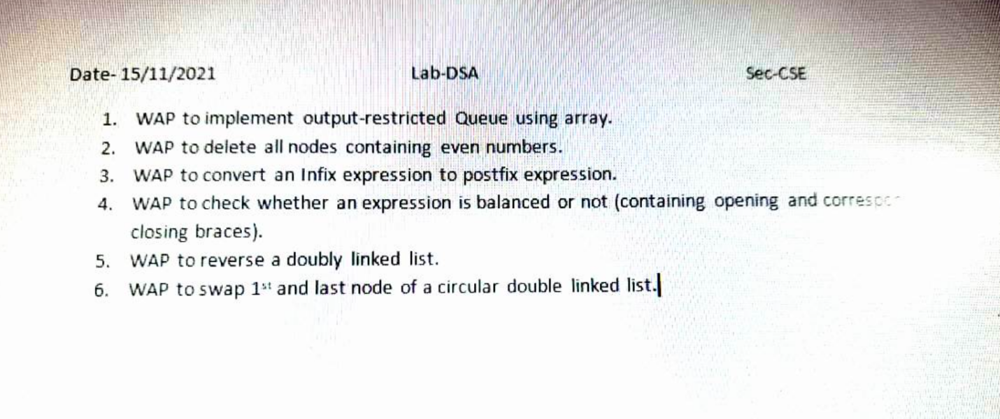 Date- 15/11/2021 Lab-DSA Sec-CSE
1. WAP to implement output-restricted Queue using array.
2. WAP to delete all nodes containing even numbers.
3. WAP to convert an Infix expression to postfix expression.
4. WAP to check whether an expression is balanced or not (containing opening and
closing braces).
5. WAP to reverse a doubly linked list.
6. WAP to swap 1st and last node of a circular double linked list.